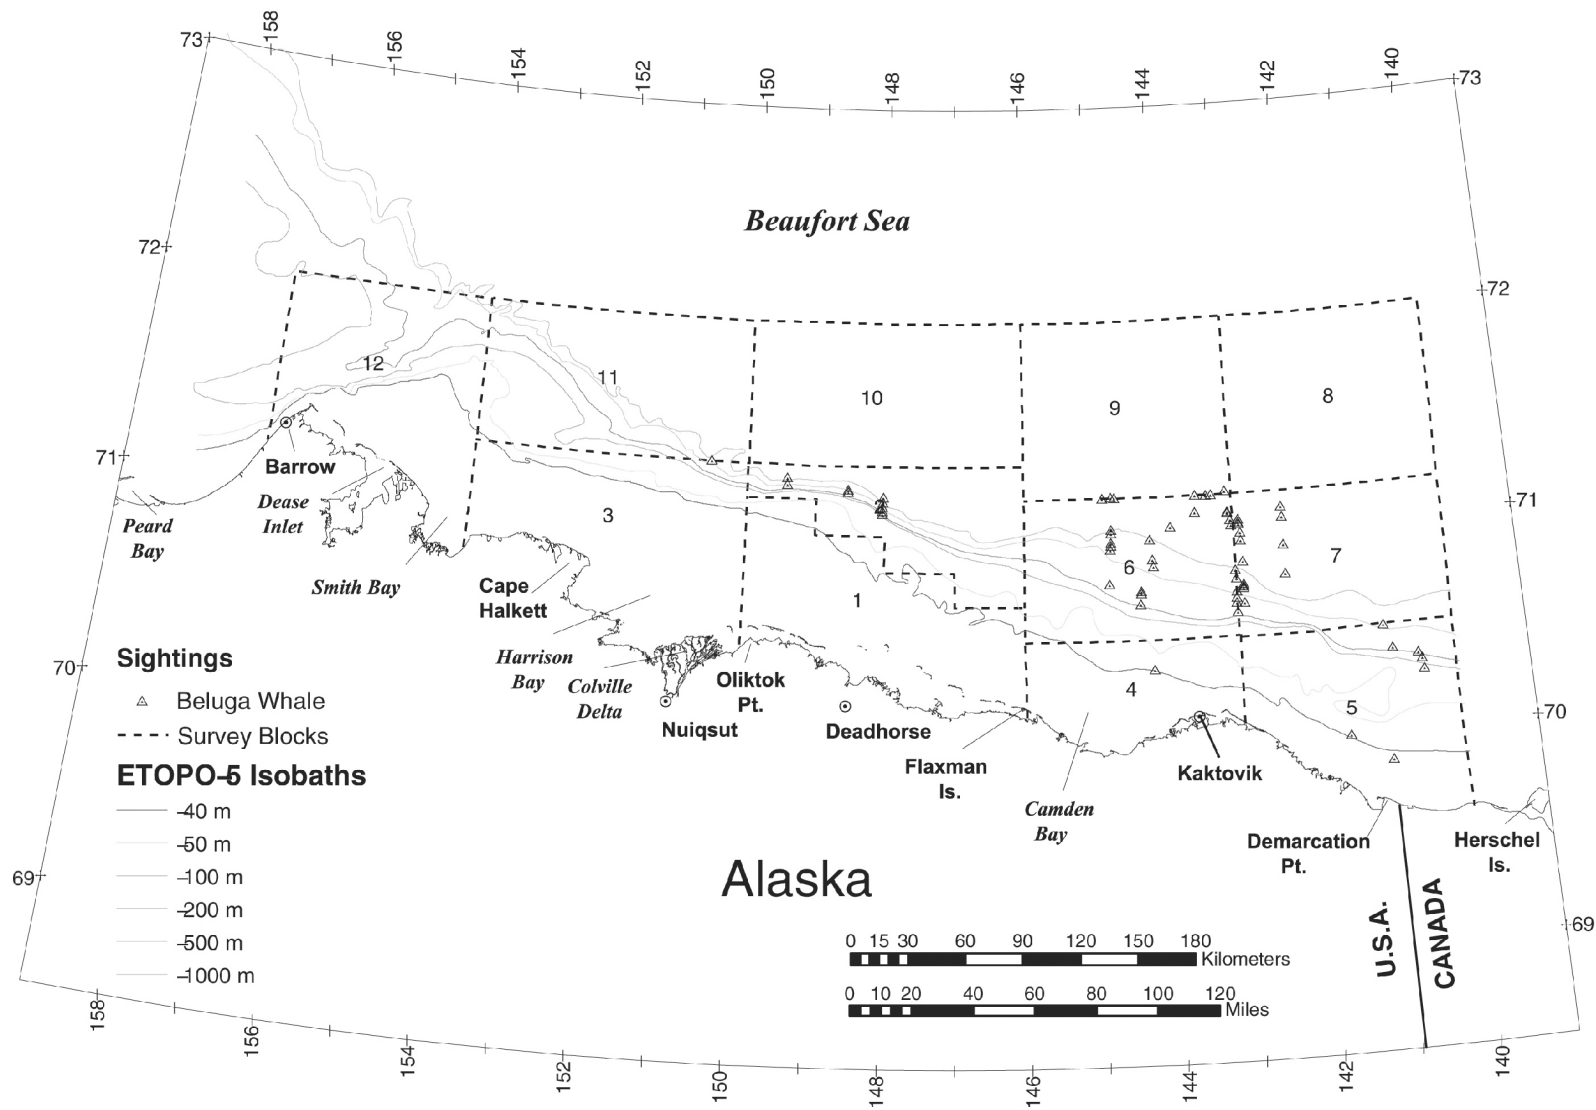 158
156
154
152
150
148
146
144
142
140
73
73
72
72
71
71
70
70
69
69
Beaufort Sea
12
11
10
9
8
3
2
6
7
1
4
5
Barrow
Dease
Inlet
Peard
Bay
Smith Bay
Cape
Halkett
Harrison
Bay
Colville
Delta
Nuiqsut
Oliktok
Pt.
Deadhorse
Flaxman
Is.
Camden
Bay
Kaktovik
Demarcation
Pt.
Herschel
Is.
Alaska
U.S.A.
CANADA
Sightings
Beluga Whale
Survey Blocks
ETOPO-5 Isobaths
-40 m
-50 m
-100 m
-200 m
-500 m
-1000 m
0 15 30 60 90 120 150 180
Kilometers
0 10 20 40 60 80 100 120
Miles
158
156
154
152
150
148
146
144
142
140